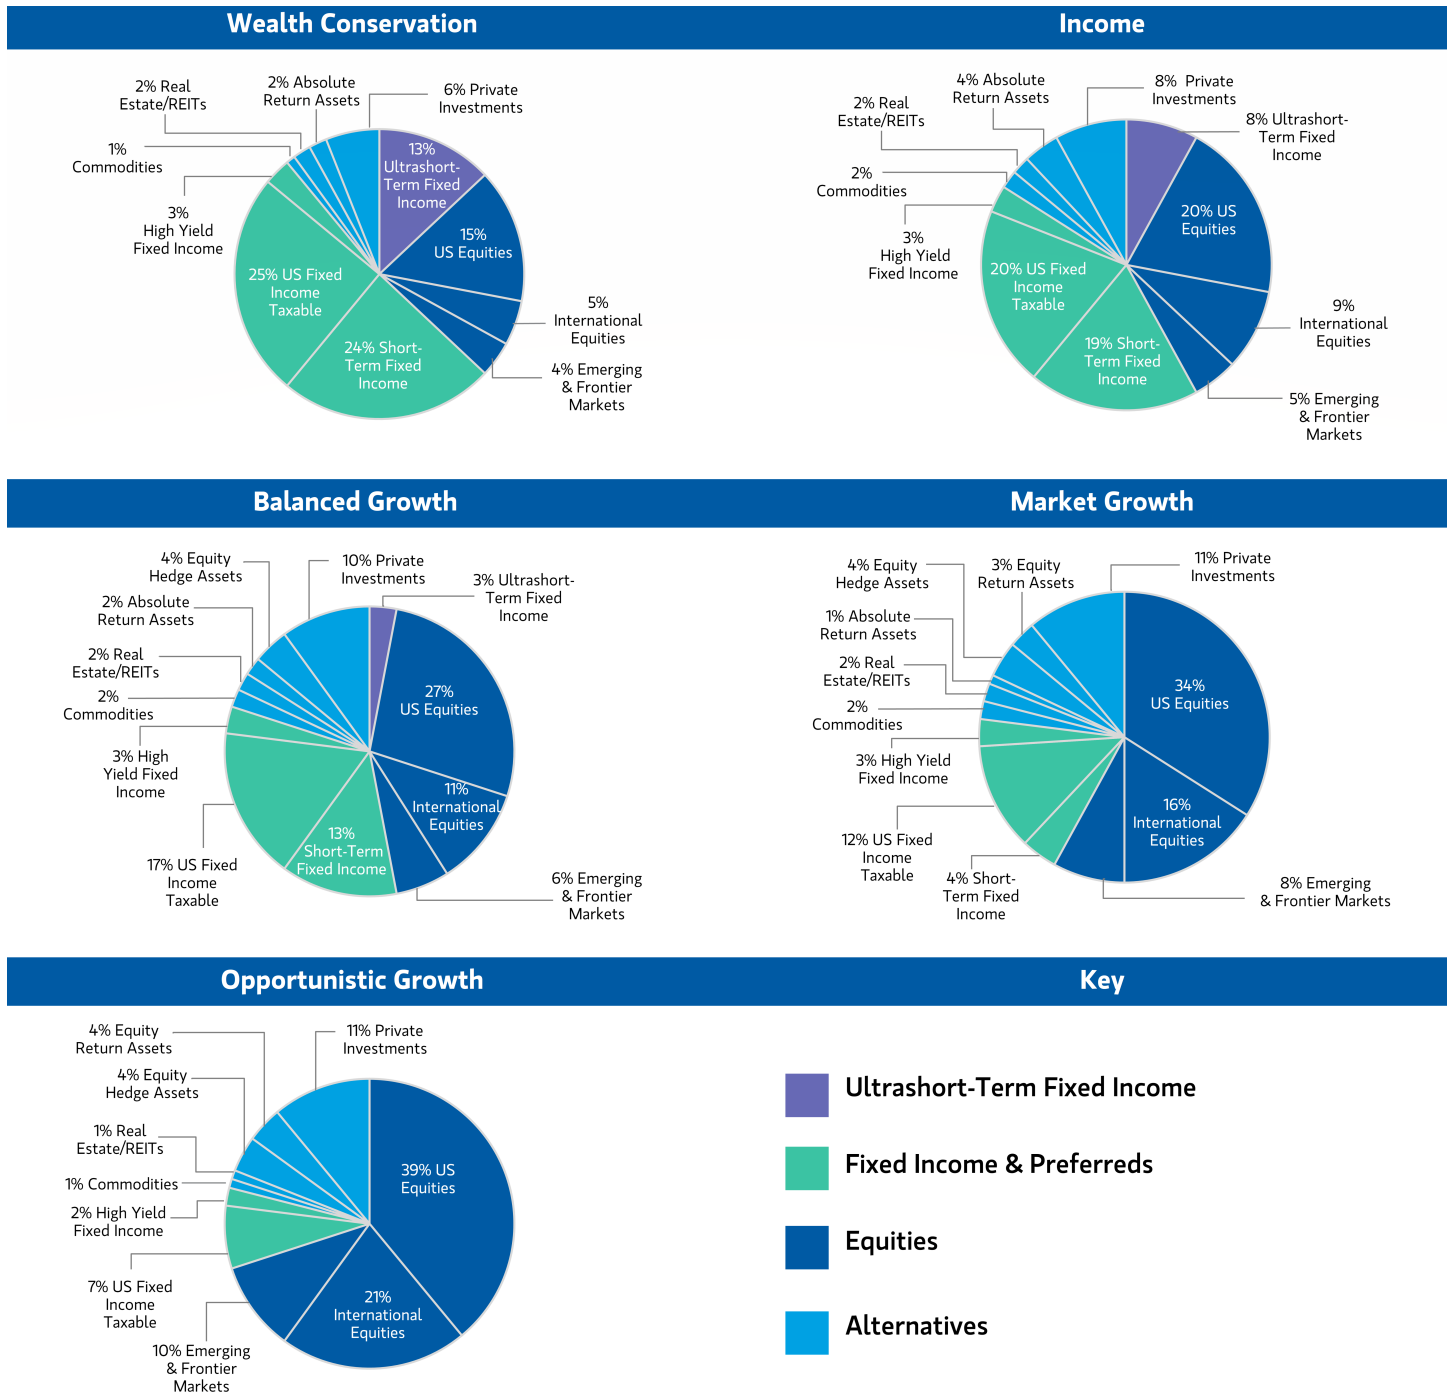 Wealth Conservation
2% Real
Estate/REITs
2% Absolute
Return Assets
6% Private
Investments
1%
Commodities
3%
High Yield
Fixed Income
13%
Ultrashort-
Term Fixed
Income
15%
US Equities
25% US Fixed
Income
Taxable
24% Short-
Term Fixed
Income
5%
International
Equities
4% Emerging
& Frontier
Markets
Income
4% Absolute
Return Assets
8% Private
Investments
2% Real
Estate/REITs
8% Ultrashort-
Term Fixed
Income
2%
Commodities
3%
High Yield
Fixed Income
20% US
Equities
20% US Fixed
Income
Taxable
19% Short-
Term Fixed
Income
9%
International
Equities
5% Emerging
& Frontier
Markets
Balanced Growth
4% Equity
Hedge Assets
10% Private
Investments
3% Ultrashort-
Term Fixed
Income
2% Absolute
Return Assets
2% Real
Estate/REITs
2%
Commodities
3% High
Yield Fixed
Income
27%
US Equities
11%
International
Equities
13%
Short-Term
Fixed Income
17% US Fixed
Income
Taxable
6% Emerging
& Frontier
Markets
Market Growth
4% Equity
Hedge Assets
3% Equity
Return Assets
11% Private
Investments
1% Absolute
Return Assets
2% Real
Estate/REITs
2%
Commodities
3% High Yield
Fixed Income
34%
US Equities
16%
International
Equities
12% US Fixed
Income
Taxable
4% Short-
Term Fixed
Income
8% Emerging
& Frontier Markets
Opportunistic Growth
4% Equity
Return Assets
11% Private
Investments
4% Equity
Hedge Assets
1% Real
Estate/REITs
1% Commodities
2% High Yield
Fixed Income
39% US
Equities
21%
International
Equities
7% US Fixed
Income
Taxable
10% Emerging
& Frontier
Markets
Key
Ultrashort-Term Fixed Income
Fixed Income & Preferreds
Equities
Alternatives